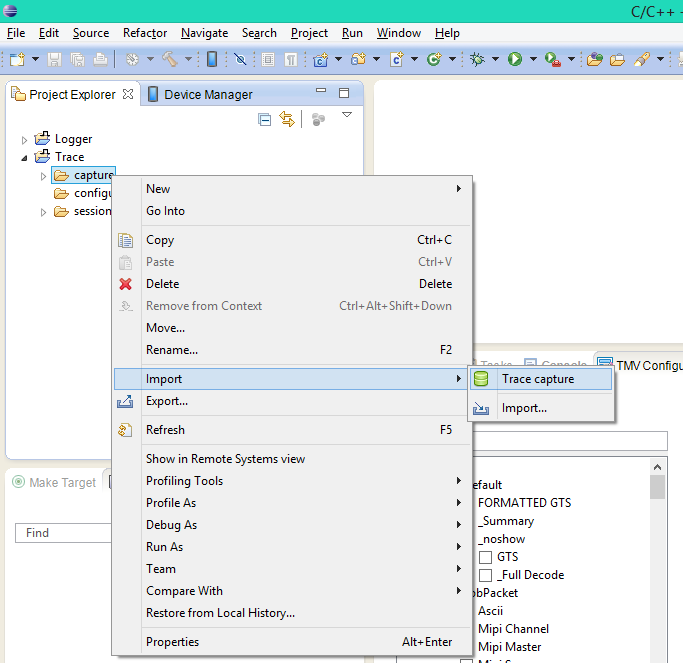 C/C++ -
File Edit Source Refactor Navigate Search Project Run Window Help
Project Explorer Device Manager
Logger
Trace
capture
configu
session
New
Go Into
Copy Ctrl+C
Paste Ctrl+V
Delete Delete
Remove from Context Ctrl+Alt+Shift+Down
Move...
Rename... F2
Tasks Console TMV Configu
Import Trace capture
Export... Import...
Refresh F5
Show in Remote Systems view
Profiling Tools
Make Target
efault
Profile As FORMATTED GTS
Debug As _Summary
Find _noshow
Run As GTS
Team _Full Decode
Compare With obPacket
Restore from Local History... Ascii
Mipi Channel
Properties Alt+Enter Mipi Master